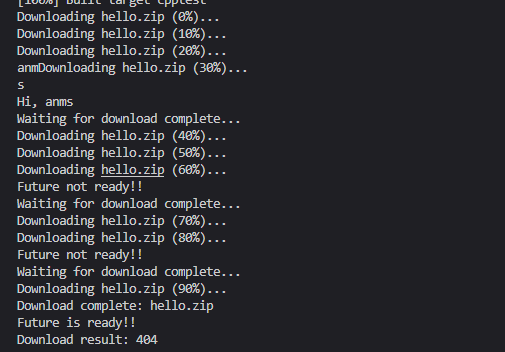 [100%] Built target cpptest
Downloading hello.zip (0%)...
Downloading hello.zip (10%)...
Downloading hello.zip (20%)...
anmDownloading hello.zip (30%)...
s
Hi, anms
Waiting for download complete...
Downloading hello.zip (40%)...
Downloading hello.zip (50%)...
Downloading hello.zip (60%)...
Future not ready!!
Waiting for download complete...
Downloading hello.zip (70%)...
Downloading hello.zip (80%)...
Future not ready!!
Waiting for download complete...
Downloading hello.zip (90%)...
Download complete: hello.zip
Future is ready!!
Download result: 404